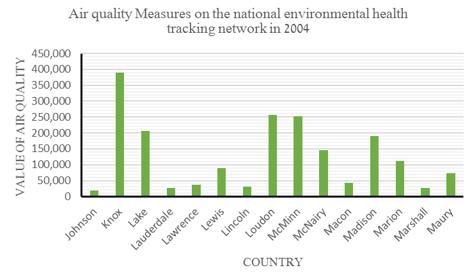 Air quality Measures on the national environmental health
tracking network in 2004
VALUE OF AIR QUALITY
450,000
400,000
350,000
300,000
250,000
200,000
150,000
100,000
50,000
0
Johnson
Knox
Lake
Lauderdale
Lawrence
Lewis
Lincoln
Loudon
McMinn
McNairy
Macon
Madison
Marion
Marshall
Maury
COUNTRY